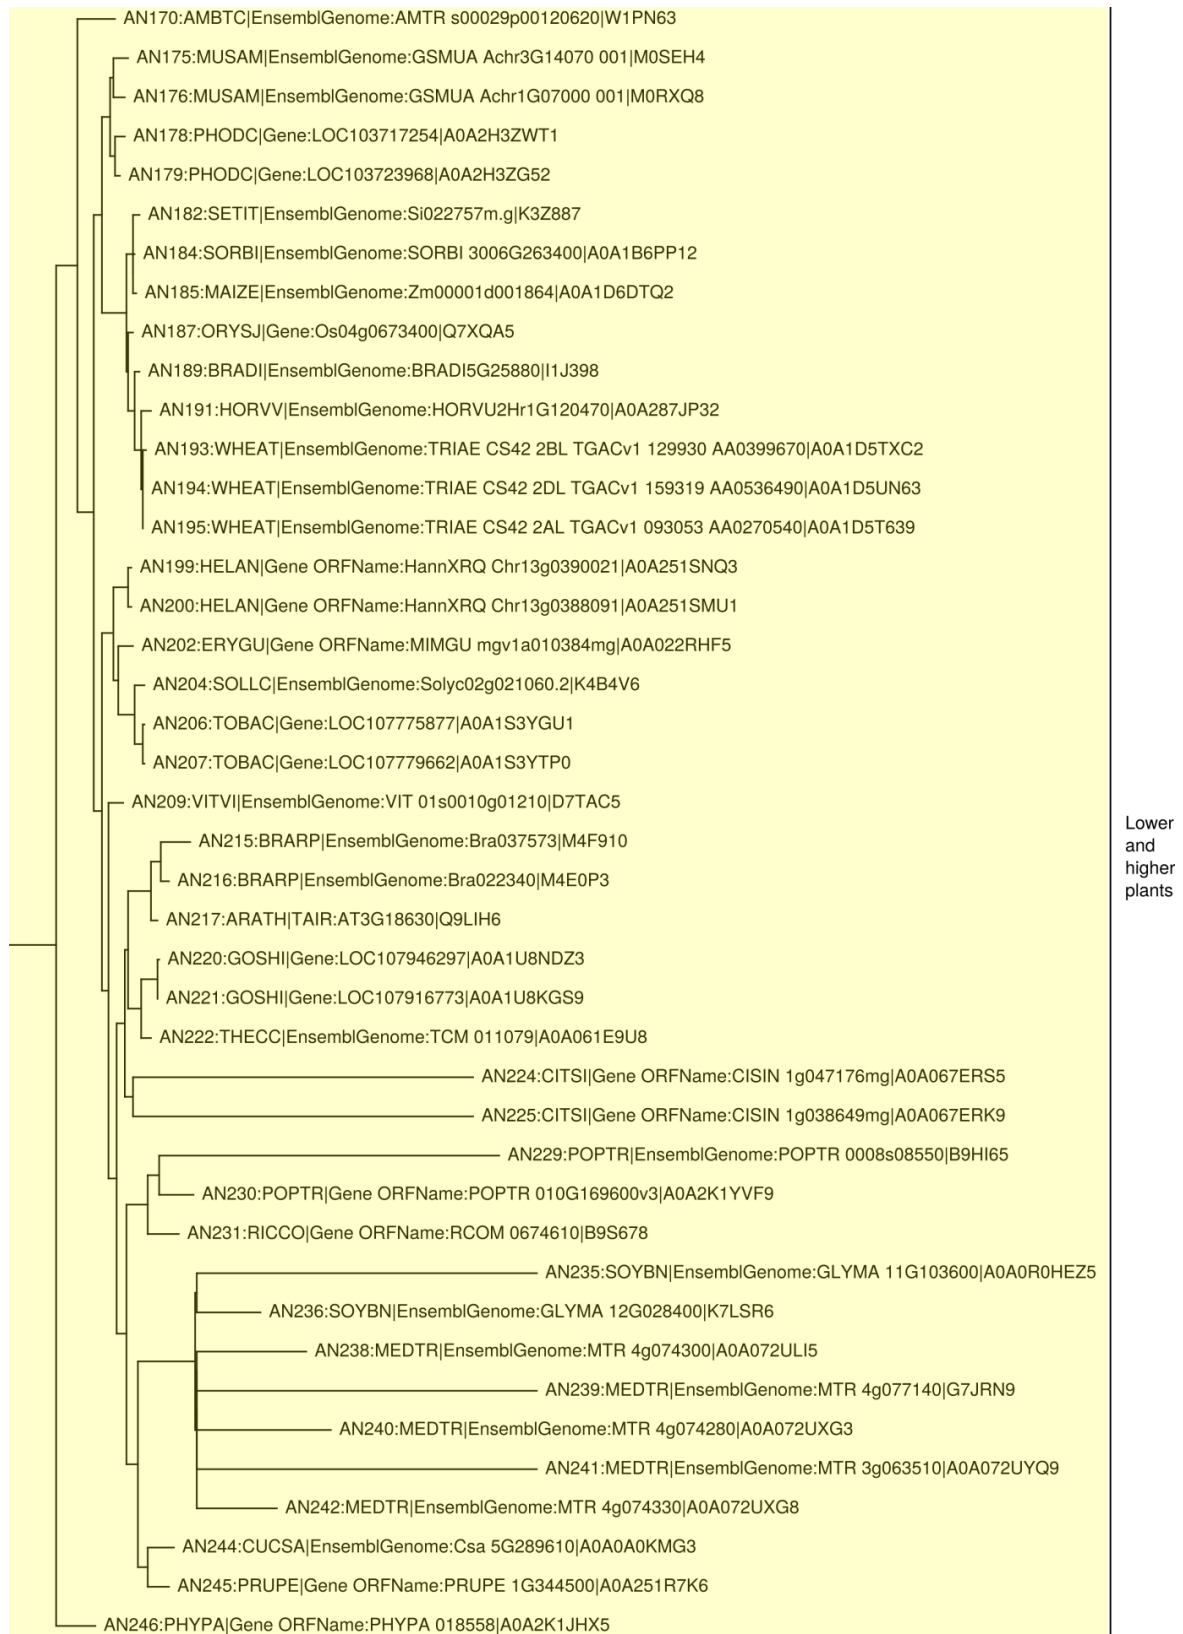 AN170:AMBTC|EnsemblGenome:AMTR s00029p00120620|W1PN63
AN175:MUSAM|EnsemblGenome:GSMUA Achr3G14070 001|M0SEH4
AN176:MUSAM|EnsemblGenome:GSMUA Achr1G07000 001|M0RXQ8
AN178:PHODC|Gene:LOC103717254|A0A2H3ZWT1
AN179:PHODC|Gene:LOC103723968|A0A2H3ZG52
AN182:SETIT|EnsemblGenome:Si022757m.g|K3Z887
AN184:SORBI|EnsemblGenome:SORBI 3006G263400|A0A1B6PP12
AN185:MAIZE|EnsemblGenome:Zm00001d001864|A0A1D6DTQ2
AN187:ORYSJ|Gene:Os04g0673400|Q7XQA5
AN189:BRADI|EnsemblGenome:BRADI5G25880|I1J398
AN191:HORVV|EnsemblGenome:HORVU2Hr1G120470|A0A287JP32
AN193:WHEAT|EnsemblGenome:TRIAE CS42 2BL TGACv1 129930 AA0399670|A0A1D5TXC2
AN194:WHEAT|EnsemblGenome:TRIAE CS42 2DL TGACv1 159319 AA0536490|A0A1D5UN63
AN195:WHEAT|EnsemblGenome:TRIAE CS42 2AL TGACv1 093053 AA0270540|A0A1D5T639
AN199:HELAN|Gene ORFName:HannXRQ Chr13g0390021|A0A251SNQ3
AN200:HELAN|Gene ORFName:HannXRQ Chr13g0388091|A0A251SMU1
AN202:ERYGU|Gene ORFName:MIMGU mgv1a010384mg|A0A022RHF5
AN204:SOLLC|EnsemblGenome:Solyc02g021060.2|K4B4V6
AN206:TOBAC|Gene:LOC107775877|A0A1S3YGU1
AN207:TOBAC|Gene:LOC107779662|A0A1S3YTP0
AN209:VITVI|EnsemblGenome:VIT 01s0010g01210|D7TAC5
AN215:BRARP|EnsemblGenome:Bra037573|M4F910
AN216:BRARP|EnsemblGenome:Bra022340|M4E0P3
AN217:ARATH|TAIR:AT3G18630|Q9LIH6
AN220:GOSHI|Gene:LOC107946297|A0A1U8NDZ3
AN221:GOSHI|Gene:LOC107916773|A0A1U8KGS9
AN222:THECC|EnsemblGenome:TCM 011079|A0A061E9U8
AN224:CITSI|Gene ORFName:CISIN 1g047176mg|A0A067ERS5
AN225:CITSI|Gene ORFName:CISIN 1g038649mg|A0A067ERK9
AN229:POPTR|EnsemblGenome:POPTR 0008s08550|B9HI65
AN230:POPTR|Gene ORFName:POPTR 010G169600v3|A0A2K1YVF9
AN231:RICCO|Gene ORFName:RCOM 0674610|B9S678
AN235:SOYBN|EnsemblGenome:GLYMA 11G103600|A0A0R0HEZ5
AN236:SOYBN|EnsemblGenome:GLYMA 12G028400|K7LSR6
AN238:MEDTR|EnsemblGenome:MTR 4g074300|A0A072ULI5
AN239:MEDTR|EnsemblGenome:MTR 4g077140|G7JRN9
AN240:MEDTR|EnsemblGenome:MTR 4g074280|A0A072UXG3
AN241:MEDTR|EnsemblGenome:MTR 3g063510|A0A072UYQ9
AN242:MEDTR|EnsemblGenome:MTR 4g074330|A0A072UXG8
AN244:CUCSA|EnsemblGenome:Csa 5G289610|A0A0A0KMG3
AN245:PRUPE|Gene ORFName:PRUPE 1G344500|A0A251R7K6
AN246:PHYPA|Gene ORFName:PHYPA 018558|A0A2K1JHX5
Lower
and
higher
plants